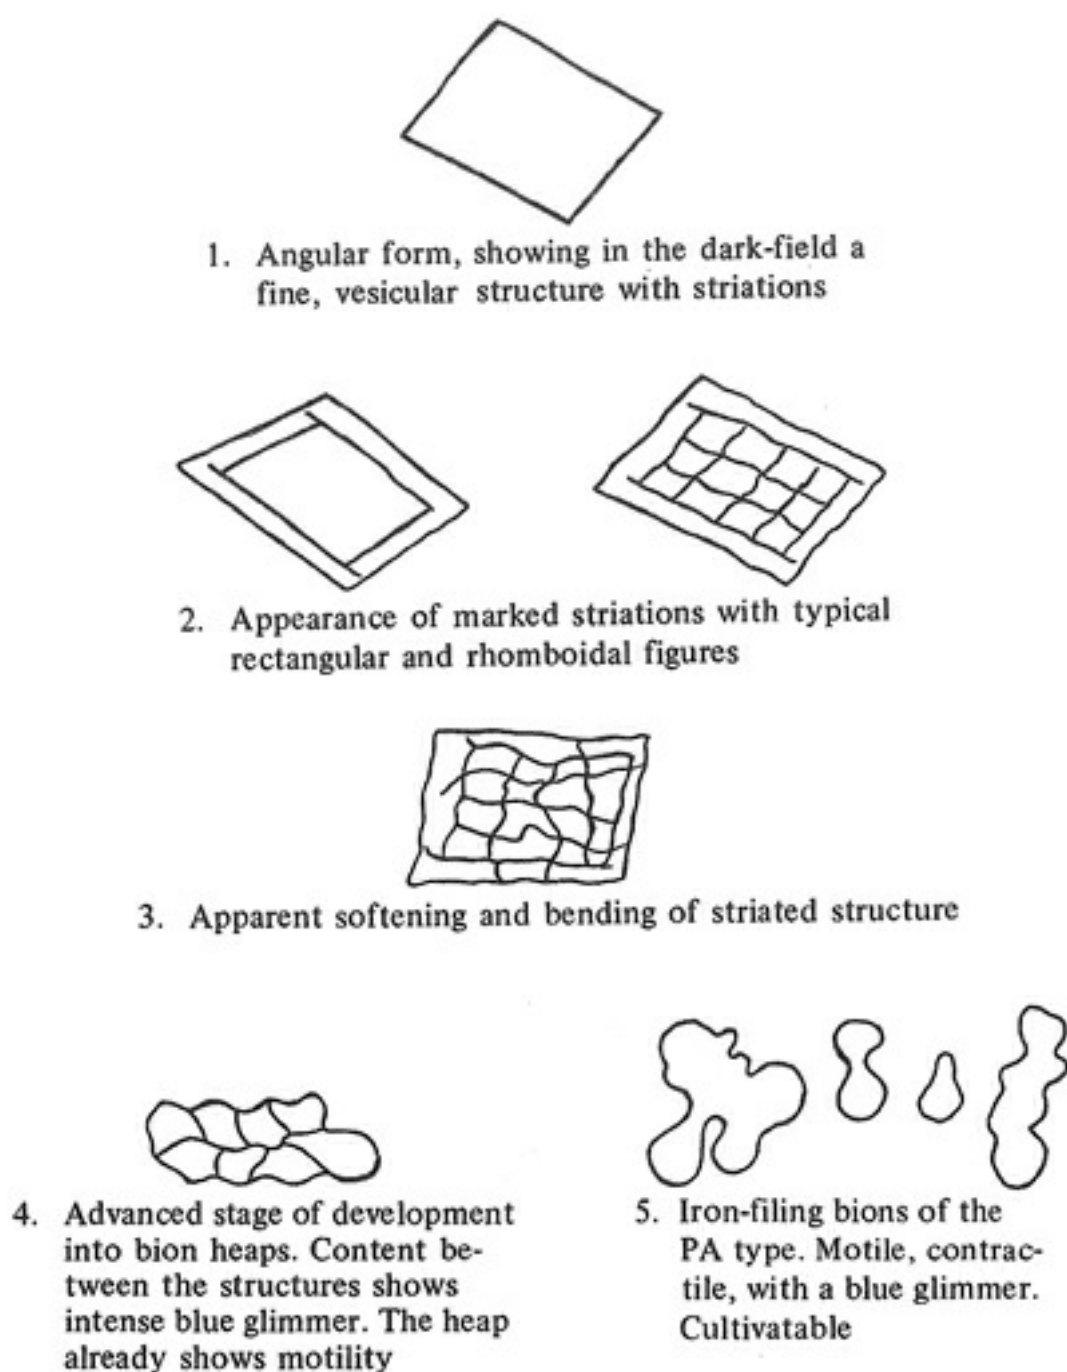 1. Angular form, showing in the dark-field a
fine, vesicular structure with striations
2. Appearance of marked striations with typical
rectangular and rhomboidal figures
3. Apparent softening and bending of striated structure
4. Advanced stage of development
into bion heaps. Content be-
tween the structures shows
intense blue glimmer. The heap
already shows motility
5. Iron-filing bions of the
PA type. Motile, contrac-
tile, with a blue glimmer.
Cultivatable